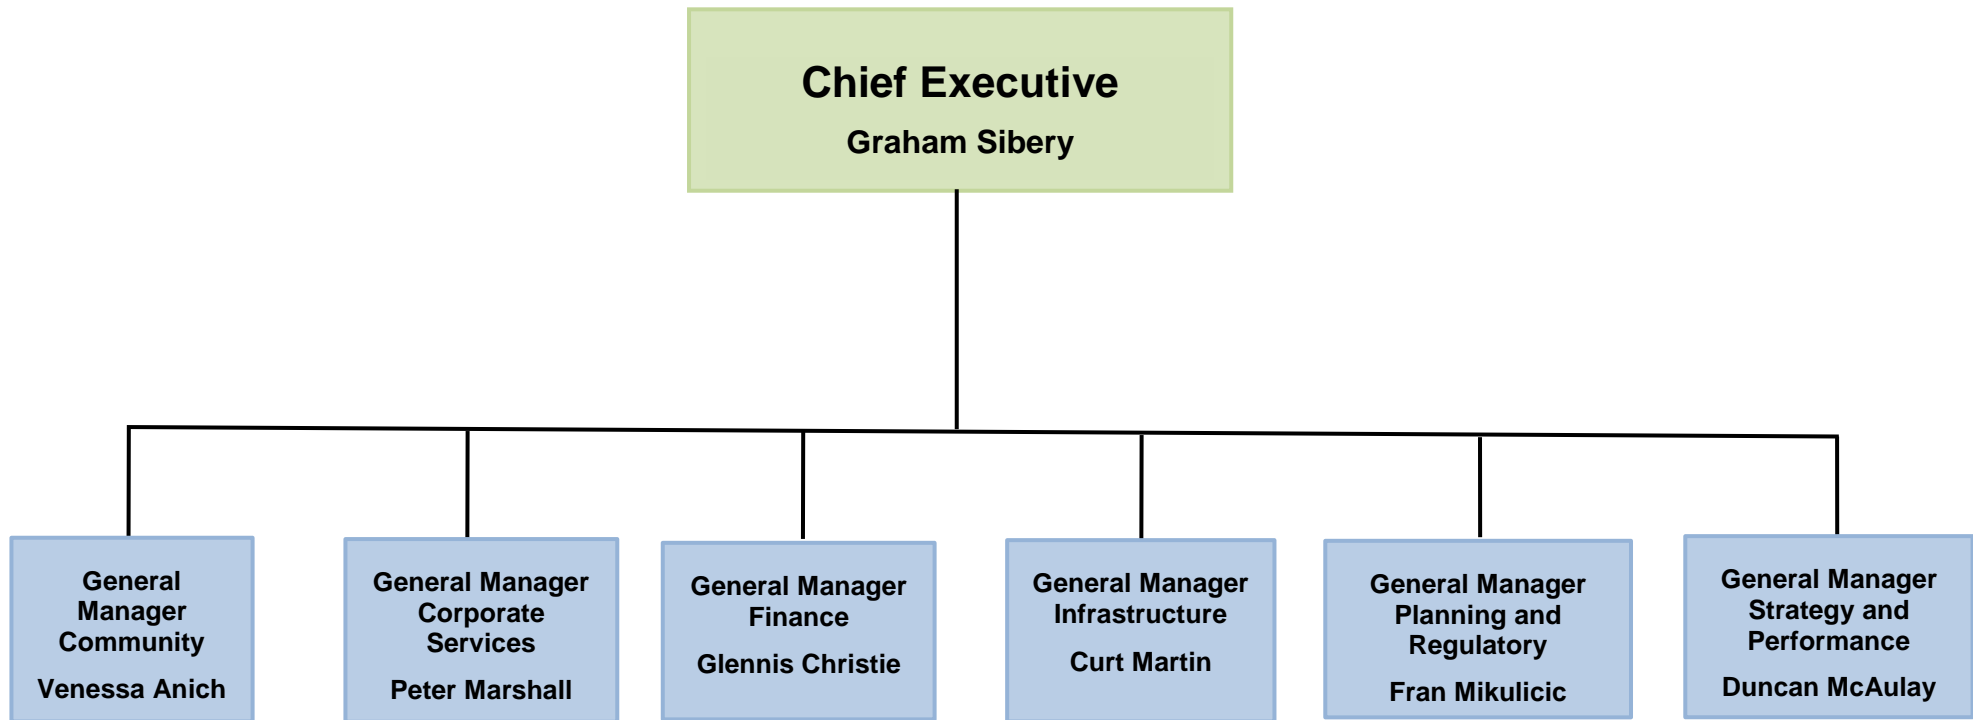 Chief Executive
Graham Sibery
General
Manager
Community
Venessa Anich
General Manager
Corporate
Services
Peter Marshall
General Manager
Finance
Glennis Christie
General Manager
Infrastructure
Curt Martin
General Manager
Planning and
Regulatory
Fran Mikulicic
General Manager
Strategy and
Performance
Duncan McAulay